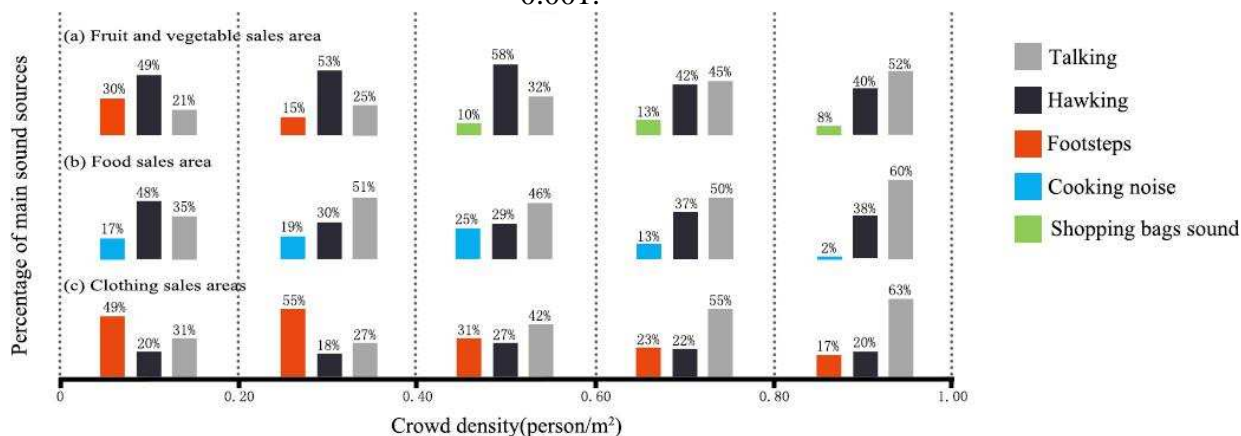 0.001.
(a) Fruit and vegetable sales area
30% 49% 21% 15% 53% 25% 10% 58% 32% 13% 42% 45% 8% 40% 52%
(b) Food sales area
17% 48% 35% 19% 30% 51% 25% 29% 46% 13% 37% 50% 2% 38% 60%
(c) Clothing sales areas
49% 20% 31% 55% 18% 27% 31% 27% 42% 23% 22% 55% 17% 20% 63%
0 0.20 0.40 0.60 0.80 1.00
Crowd density(person/m²)
Percentage of main sound sources
Talking
Hawking
Footsteps
Cooking noise
Shopping bags sound